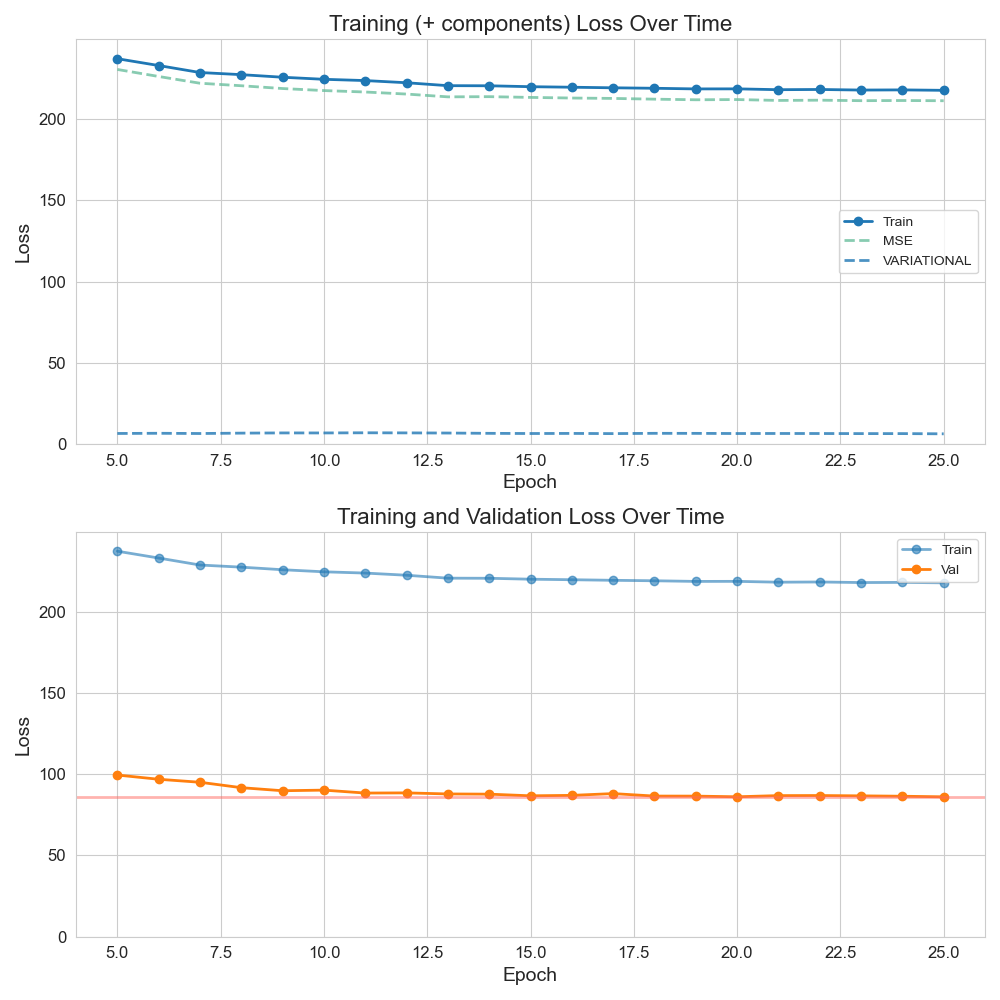 Training (+ components) Loss Over Time
Loss
200
150
100
50
0
Train
MSE
VARIATIONAL
5.0 7.5 10.0 12.5 15.0 17.5 20.0 22.5 25.0
Epoch
Training and Validation Loss Over Time
Loss
200
150
100
50
0
Train
Val
5.0 7.5 10.0 12.5 15.0 17.5 20.0 22.5 25.0
Epoch